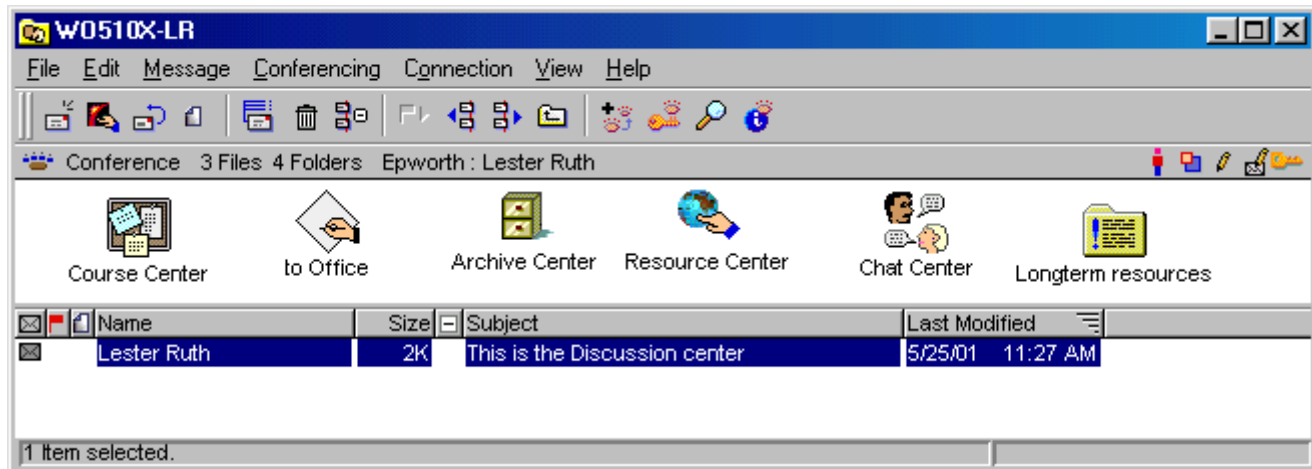 WO510X-LR
File Edit Message Conferencing Connection View Help
Conference 3 Files 4 Folders Epworth : Lester Ruth
Course Center to Office Archive Center Resource Center Chat Center Longterm resources
Name Size Subject Last Modified
Lester Ruth 2K This is the Discussion center 5/25/01 11:27 AM
1 Item selected.